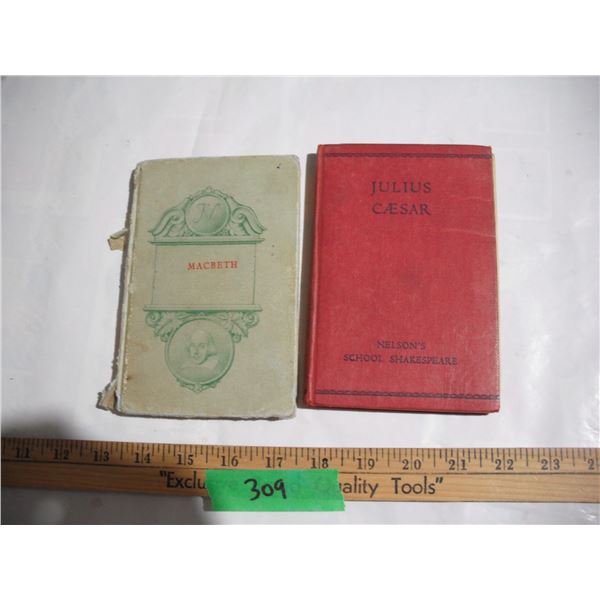 MACBETH
JULIUS
CÆSAR
NELSON'S
SCHOOL SHAKESPEARE
11 12 13 14 15 16 17 18 19 20 21 22 23
"Exclu
uality Tools"
309